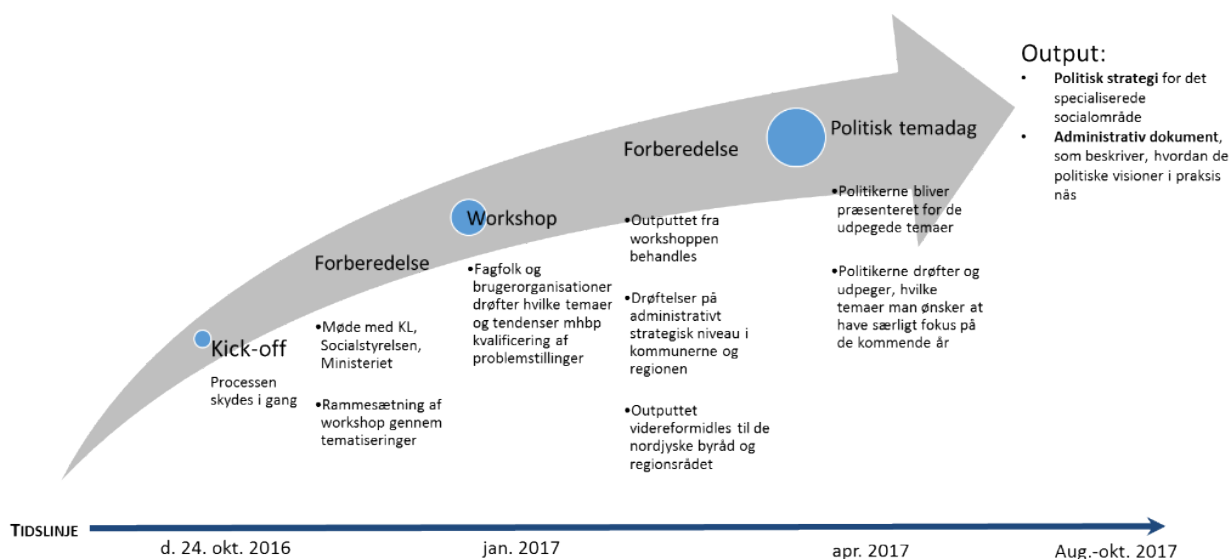 Kick-off
Processen
skydes i gang
Forberedelse
•Møde med KL,
Socialstyrelsen,
Ministeriet
•Rammesætning af
workshop gennem
tematiseringer
Workshop
•Fagfolk og
brugerorganisationer
drøfter hvilke temaer
og tendenser mhbp
kvalificering af
problemstillinger
Forberedelse
•Outputtet fra
workshoppen
behandles
•Drøftelser på
administrativt
strategisk niveau i
kommunerne og
regionen
•Outputtet
videreformidles til de
nordjyske byråd og
regionsrådet
Politisk temadag
•Politikerne bliver
præsenteret for de
udpegede temaer
•Politikerne drøfter og
udpeger, hvilke
temaer man ønsker at
have særligt fokus på
de kommende år
Output:
• Politisk strategi for det
specialiserede
socialområde
• Administrativ dokument,
som beskriver, hvordan de
politiske visioner i praksis
nås
TIDSLINJE
d. 24. okt. 2016
jan. 2017
apr. 2017
Aug.-okt. 2017